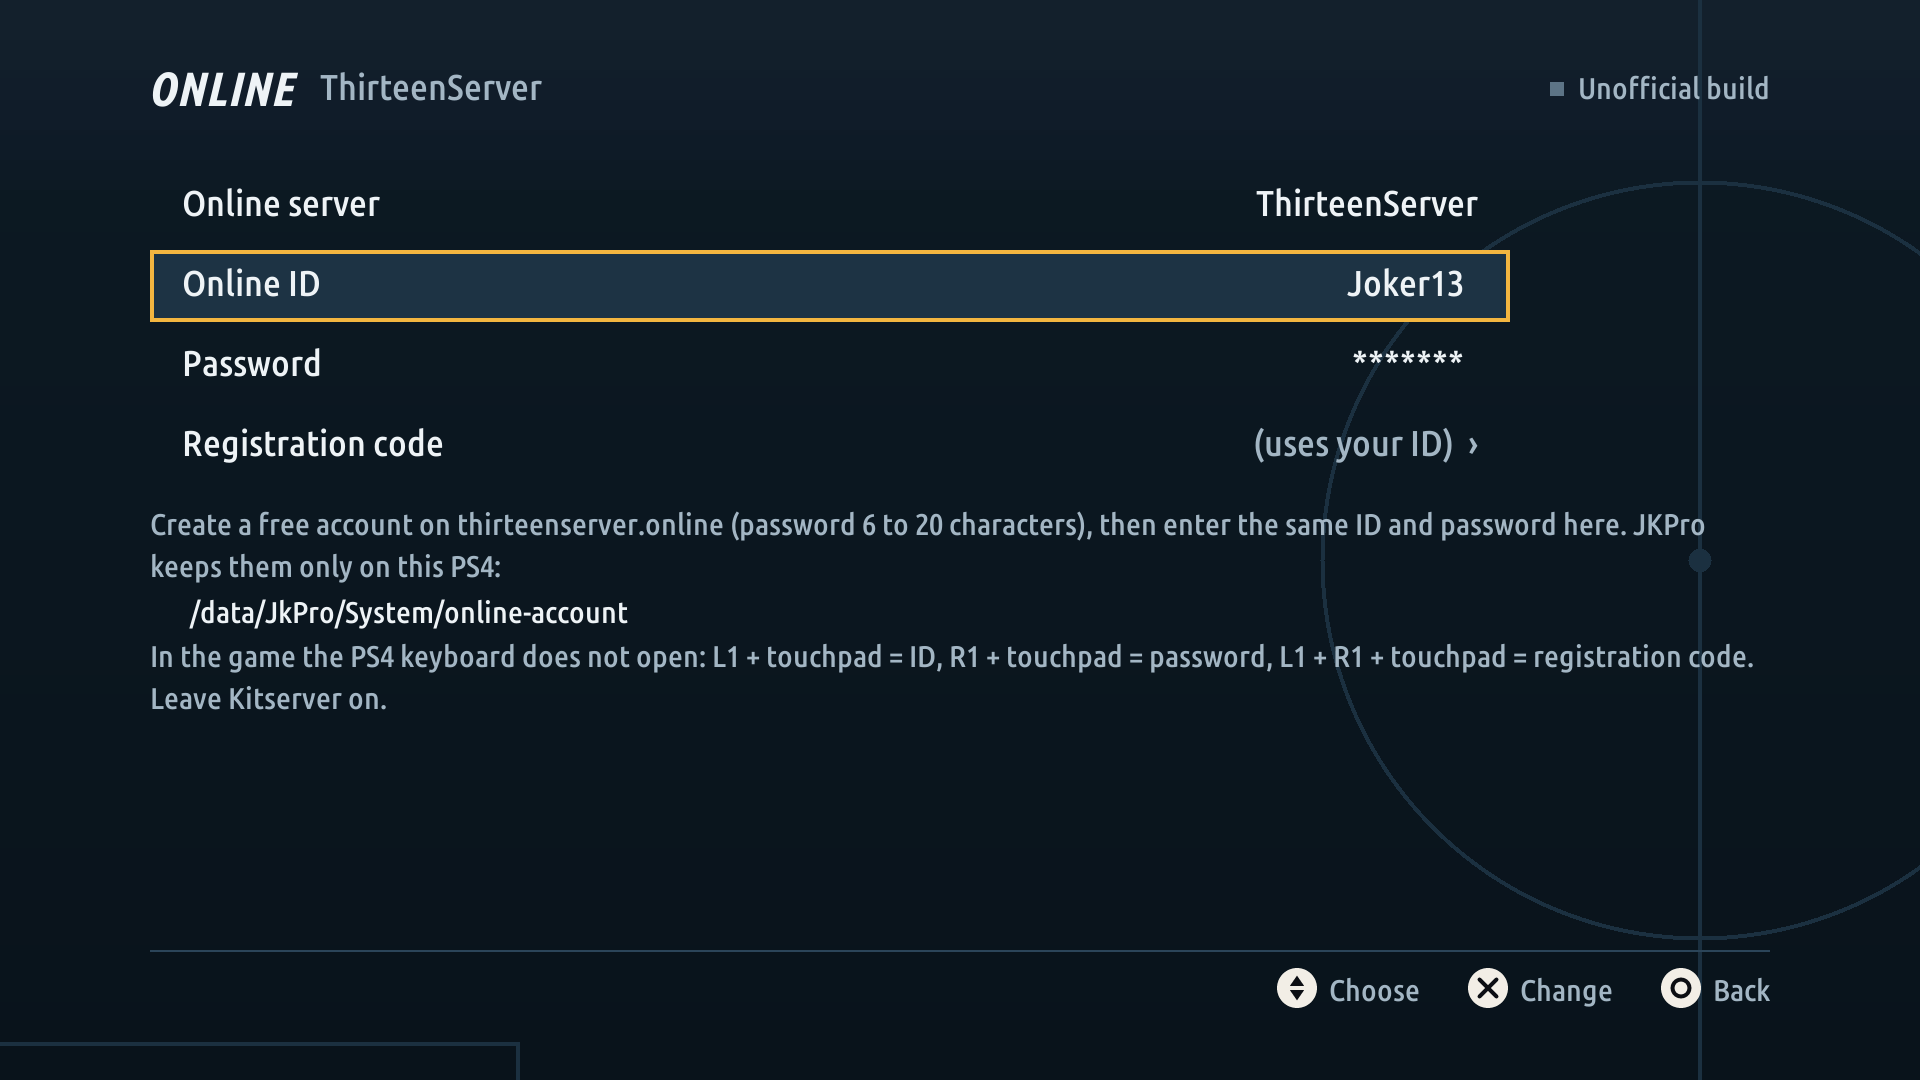 ONLINE ThirteenServer
Unofficial build
Online server ThirteenServer
Online ID Joker13
Password *******
Registration code (uses your ID) ›
Create a free account on thirteenserver.online (password 6 to 20 characters), then enter the same ID and password here. JKPro
keeps them only on this PS4:
/data/JkPro/System/online-account
In the game the PS4 keyboard does not open: L1 + touchpad = ID, R1 + touchpad = password, L1 + R1 + touchpad = registration code.
Leave Kitserver on.
Choose Change Back